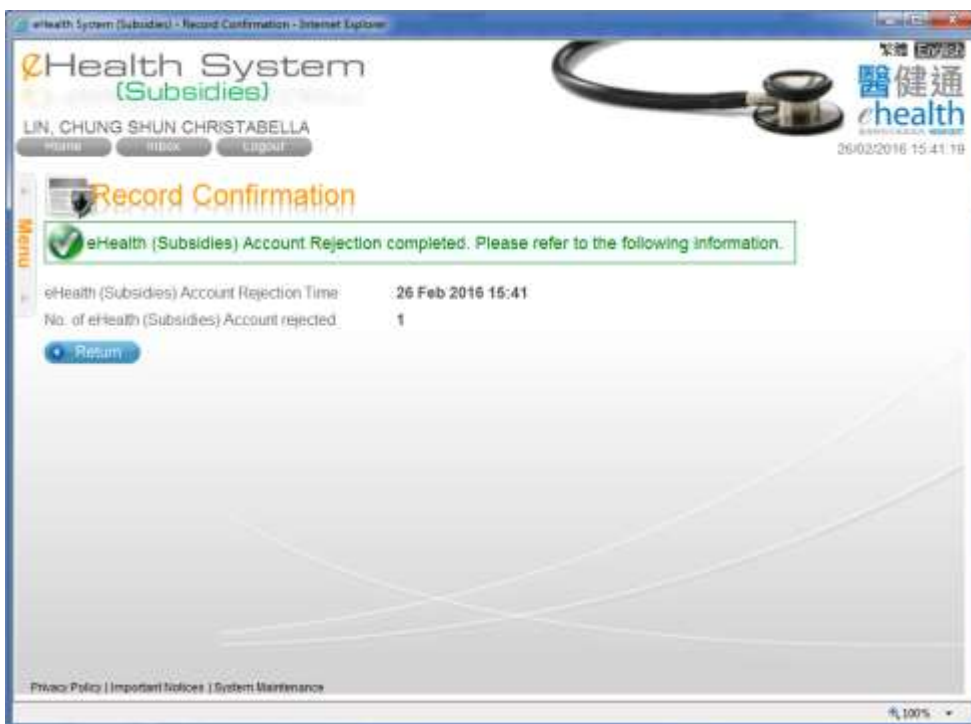 eHealth System (Subsidies) - Record Confirmation - Internet Explorer
eHealth System
(Subsidies)
繁體 English
醫健通
ehealth
LIN, CHUNG SHUN CHRISTABELLA
Home Inbox Logout
26/02/2016 15:41:19
Menu
Record Confirmation
eHealth (Subsidies) Account Rejection completed. Please refer to the following information.
eHealth (Subsidies) Account Rejection Time 26 Feb 2016 15:41
No. of eHealth (Subsidies) Account rejected 1
Return
Privacy Policy | Important Notices | System Maintenance
100%